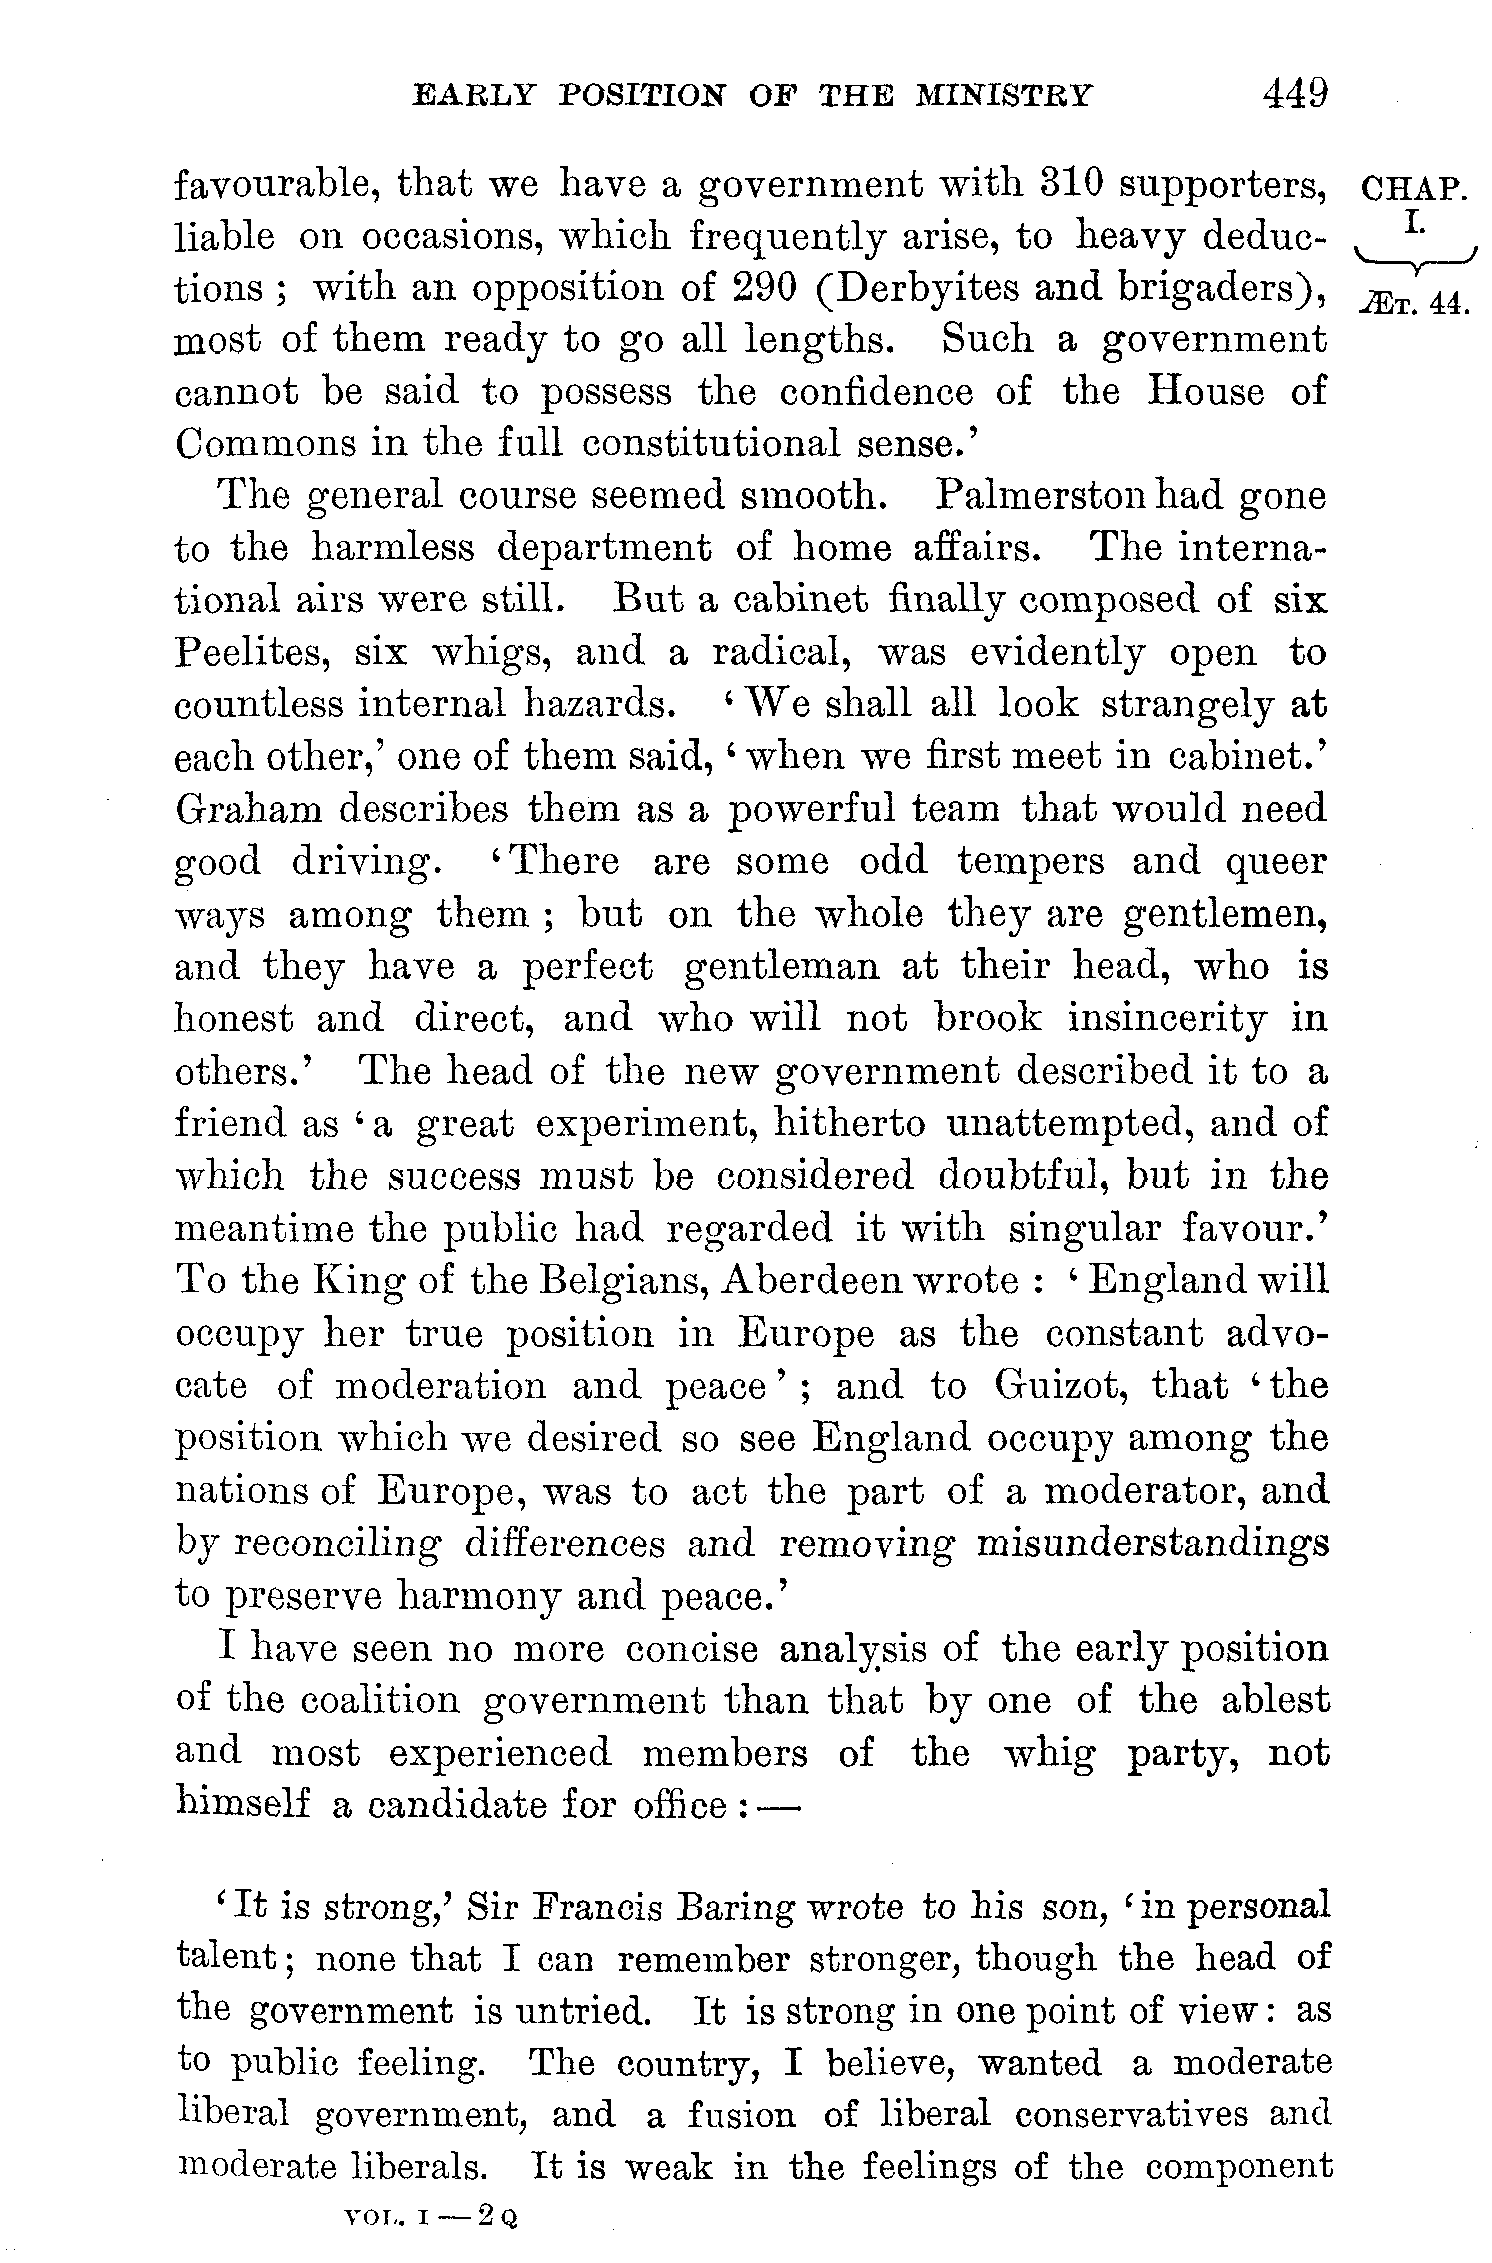 EARLY POSITION OF THE MINISTRY 449
favourable, that we have a government with 310 supporters, CHAP.
liable on occasions, which frequently arise, to heavy deduc- I.
tions ; with an opposition of 290 (Derbyites and brigaders), ÆT. 44.
most of them ready to go all lengths. Such a government
cannot be said to possess the confidence of the House of
Commons in the full constitutional sense.’
The general course seemed smooth. Palmerston had gone
to the harmless department of home affairs. The interna-
tional airs were still. But a cabinet finally composed of six
Peelites, six whigs, and a radical, was evidently open to
countless internal hazards. ‘ We shall all look strangely at
each other,’ one of them said, ‘ when we first meet in cabinet.’
Graham describes them as a powerful team that would need
good driving. ‘There are some odd tempers and queer
ways among them ; but on the whole they are gentlemen,
and they have a perfect gentleman at their head, who is
honest and direct, and who will not brook insincerity in
others.’ The head of the new government described it to a
friend as ‘a great experiment, hitherto unattempted, and of
which the success must be considered doubtful, but in the
meantime the public had regarded it with singular favour.’
To the King of the Belgians, Aberdeen wrote : ‘ England will
occupy her true position in Europe as the constant advo-
cate of moderation and peace ’ ; and to Guizot, that ‘the
position which we desired so see England occupy among the
nations of Europe, was to act the part of a moderator, and
by reconciling differences and removing misunderstandings
to preserve harmony and peace.’
I have seen no more concise analysis of the early position
of the coalition government than that by one of the ablest
and most experienced members of the whig party, not
himself a candidate for office : —
‘It is strong,’ Sir Francis Baring wrote to his son, ‘in personal
talent; none that I can remember stronger, though the head of
the government is untried. It is strong in one point of view: as
to public feeling. The country, I believe, wanted a moderate
liberal government, and a fusion of liberal conservatives and
moderate liberals. It is weak in the feelings of the component
VOL. I — 2 Q